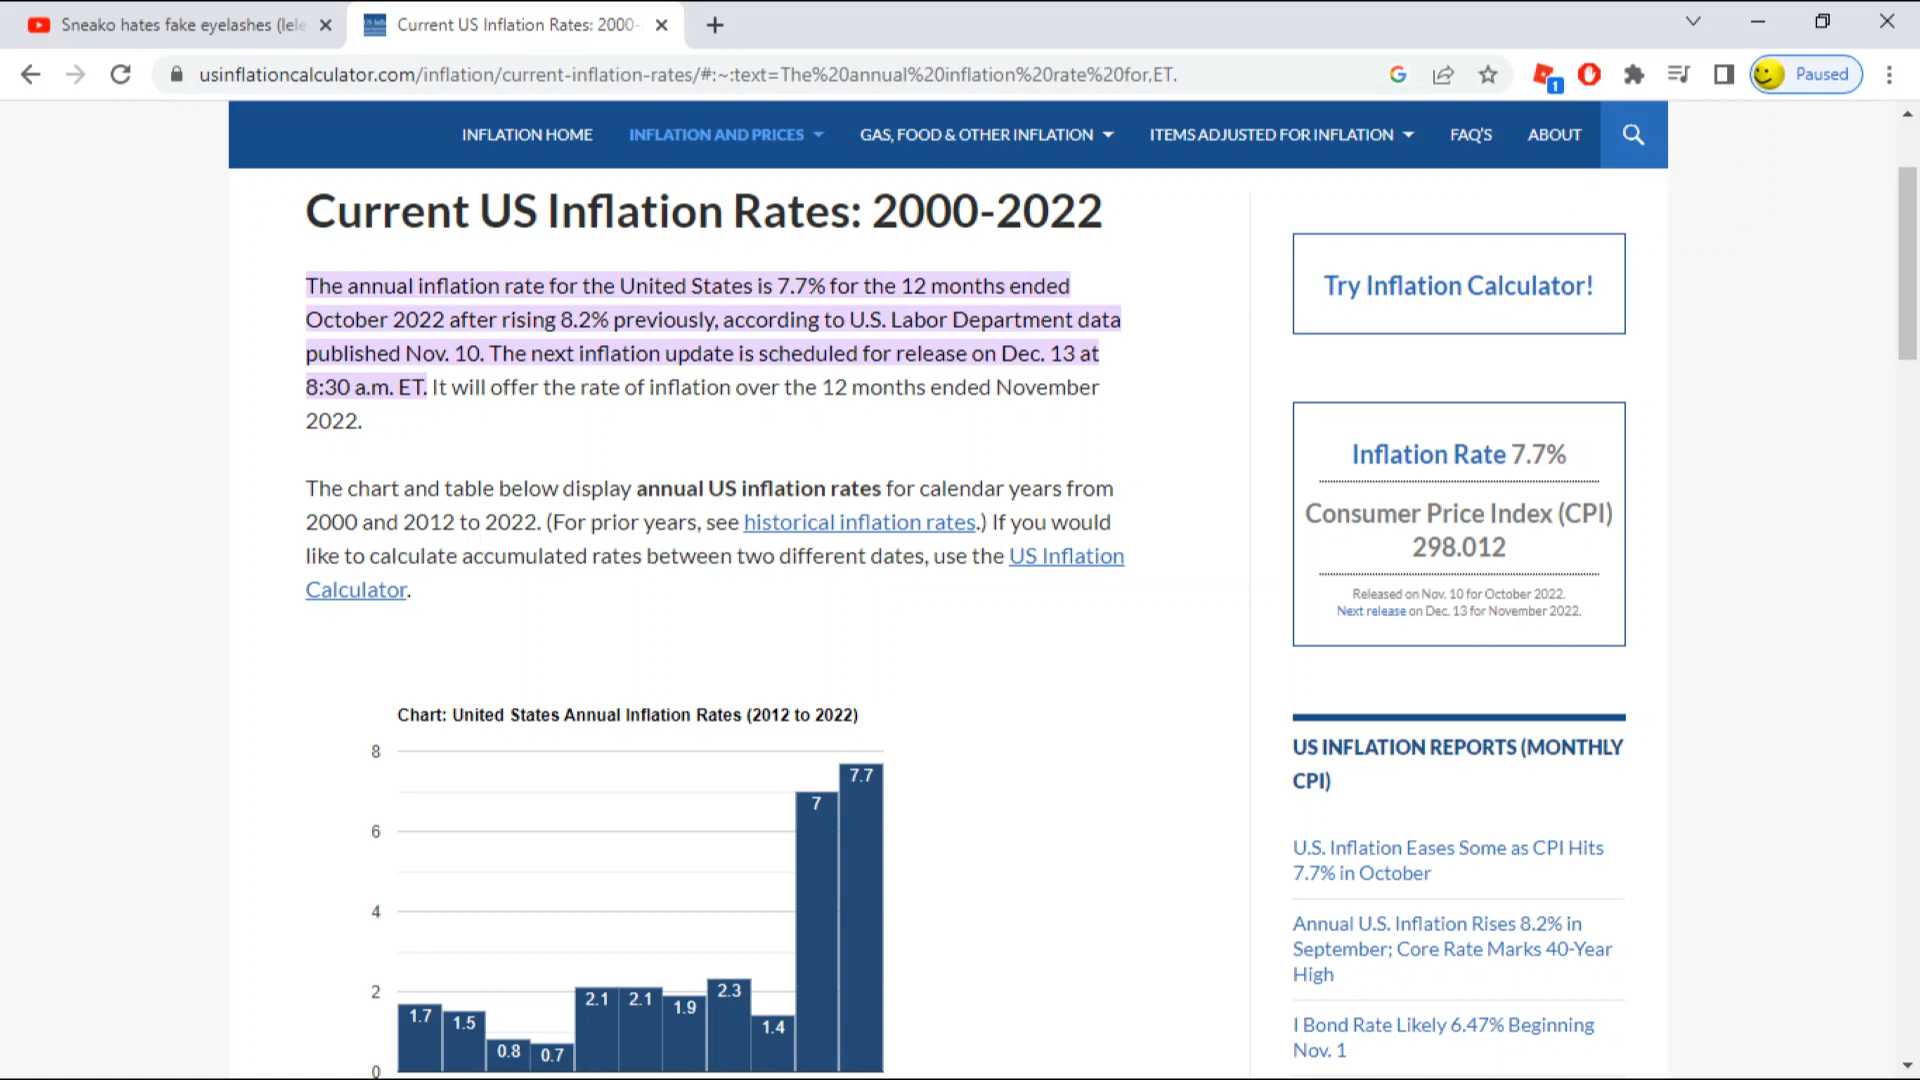 Sneako hates fake eyelashes (lele
Current US Inflation Rates: 2000-
usinflationcalculator.com/inflation/current-inflation-rates/#:~:text=The%20annual%20inflation%20rate%20for,ET.
1
Paused
INFLATION HOME
INFLATION AND PRICES
GAS, FOOD & OTHER INFLATION
ITEMS ADJUSTED FOR INFLATION
FAQ'S
ABOUT
Current US Inflation Rates: 2000-2022
The annual inflation rate for the United States is 7.7% for the 12 months ended
October 2022 after rising 8.2% previously, according to U.S. Labor Department data
published Nov. 10. The next inflation update is scheduled for release on Dec. 13 at
8:30 a.m. ET. It will offer the rate of inflation over the 12 months ended November
2022.
The chart and table below display annual US inflation rates for calendar years from
2000 and 2012 to 2022. (For prior years, see historical inflation rates.) If you would
like to calculate accumulated rates between two different dates, use the US Inflation
Calculator.
Chart: United States Annual Inflation Rates (2012 to 2022)
8
6
4
2
0
1.7
1.5
0.8
0.7
2.1
2.1
1.9
2.3
1.4
7
7.7
Try Inflation Calculator!
Inflation Rate 7.7%
Consumer Price Index (CPI)
298.012
Released on Nov. 10 for October 2022.
Next release on Dec. 13 for November 2022.
US INFLATION REPORTS (MONTHLY
CPI)
U.S. Inflation Eases Some as CPI Hits
7.7% in October
Annual U.S. Inflation Rises 8.2% in
September; Core Rate Marks 40-Year
High
I Bond Rate Likely 6.47% Beginning
Nov. 1